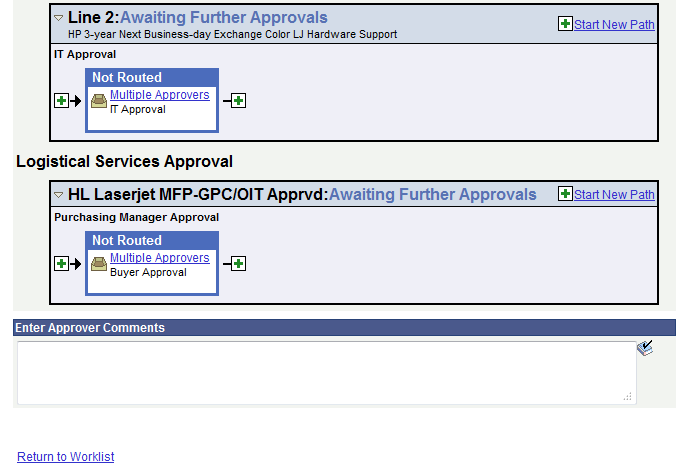 Line 2:Awaiting Further Approvals
Start New Path
HP 3-year Next Business-day Exchange Color LJ Hardware Support
IT Approval
Not Routed
Multiple Approvers
IT Approval
Logistical Services Approval
HL Laserjet MFP-GPC/OIT Apprvd:Awaiting Further Approvals
Start New Path
Purchasing Manager Approval
Not Routed
Multiple Approvers
Buyer Approval
Enter Approver Comments
Return to Worklist